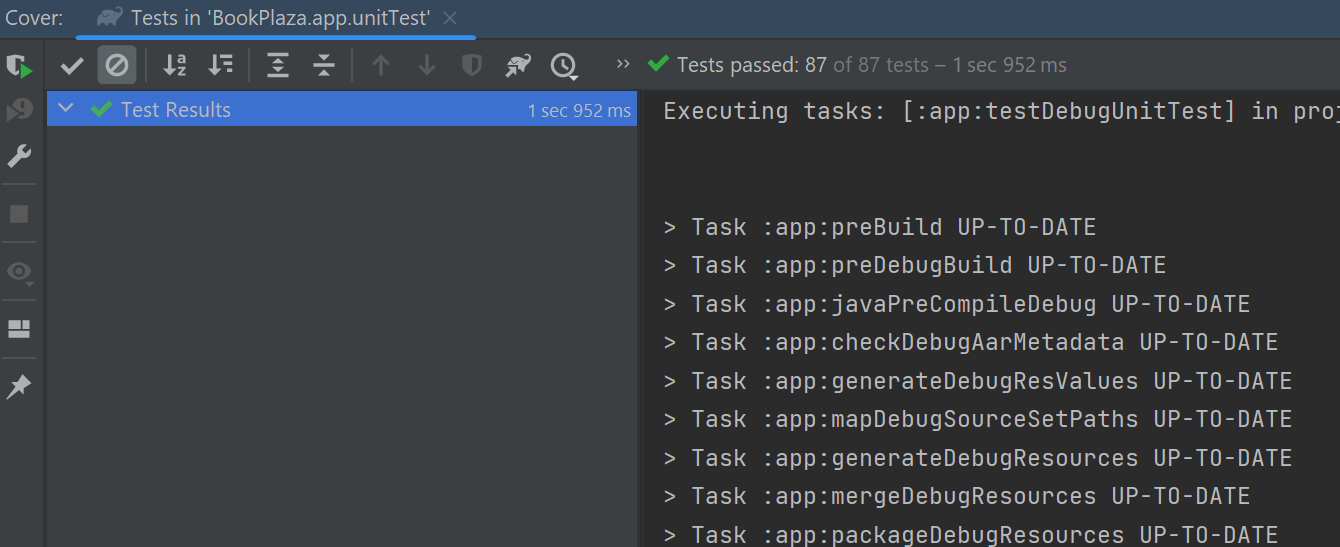 Cover: Tests in 'BookPlaza.app.unitTest'
Tests passed: 87 of 87 tests – 1 sec 952 ms
Test Results 1 sec 952 ms
Executing tasks: [:app:testDebugUnitTest] in
> Task :app:preBuild UP-TO-DATE
> Task :app:preDebugBuild UP-TO-DATE
> Task :app:javaPreCompileDebug UP-TO-DATE
> Task :app:checkDebugAarMetadata UP-TO-DATE
> Task :app:generateDebugResValues UP-TO-DATE
> Task :app:mapDebugSourceSetPaths UP-TO-DATE
> Task :app:generateDebugResources UP-TO-DATE
> Task :app:mergeDebugResources UP-TO-DATE
> Task :app:packageDebugResources UP-TO-DATE